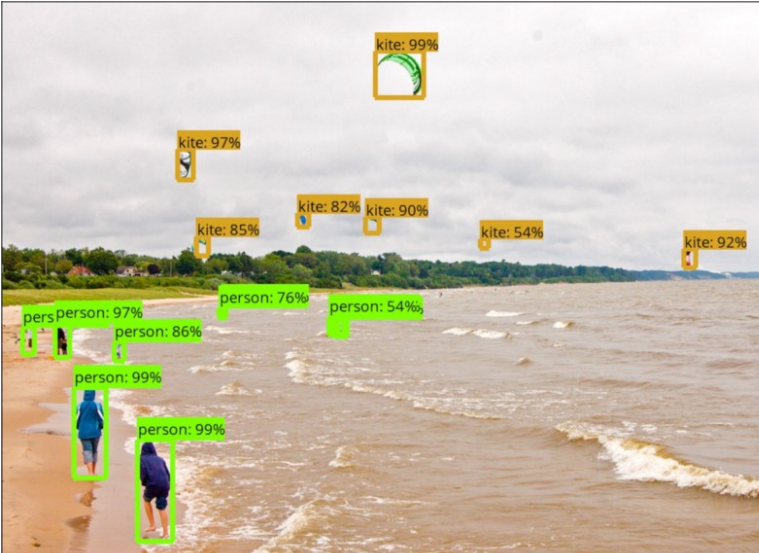 kite: 99%
kite: 97%
kite: 82%
kite: 90%
kite: 85%
kite: 54%
kite: 92%
person: 76%
person: 54%
person: 97%
person: 86%
person: 99%
person: 99%